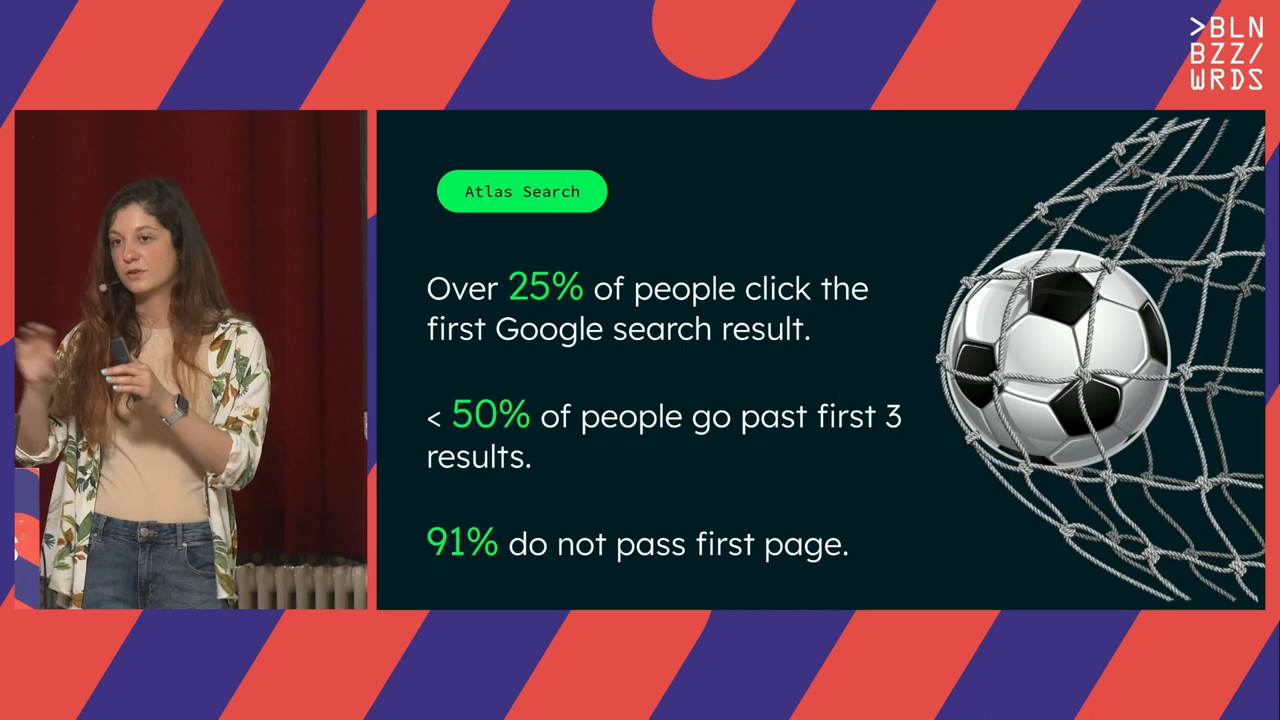 >BLN
BZZ/
WRDS
Atlas Search
Over 25% of people click the
first Google search result.
< 50% of people go past first 3
results.
91% do not pass first page.